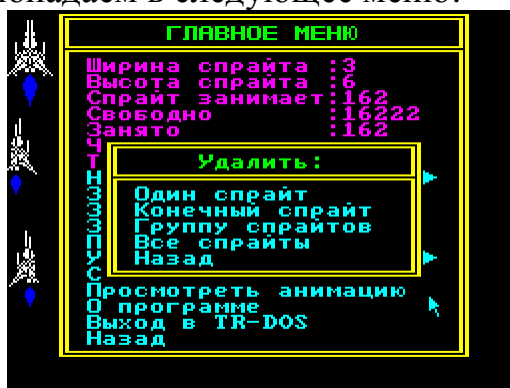 попадаем в следующее меню:
ГЛАВНОЕ МЕНЮ
Ширина спрайта :3
Высота спрайта :6
Спрайт занимает:162
Свободно :16222
Занято :162
Ч
Т
Удалить:
Н
З Один спрайт
З Конечный спрайт
З Группу спрайтов
П Все спрайты
У Назад
С
Просмотреть анимацию
О программе
Выход в TR-DOS
Назад